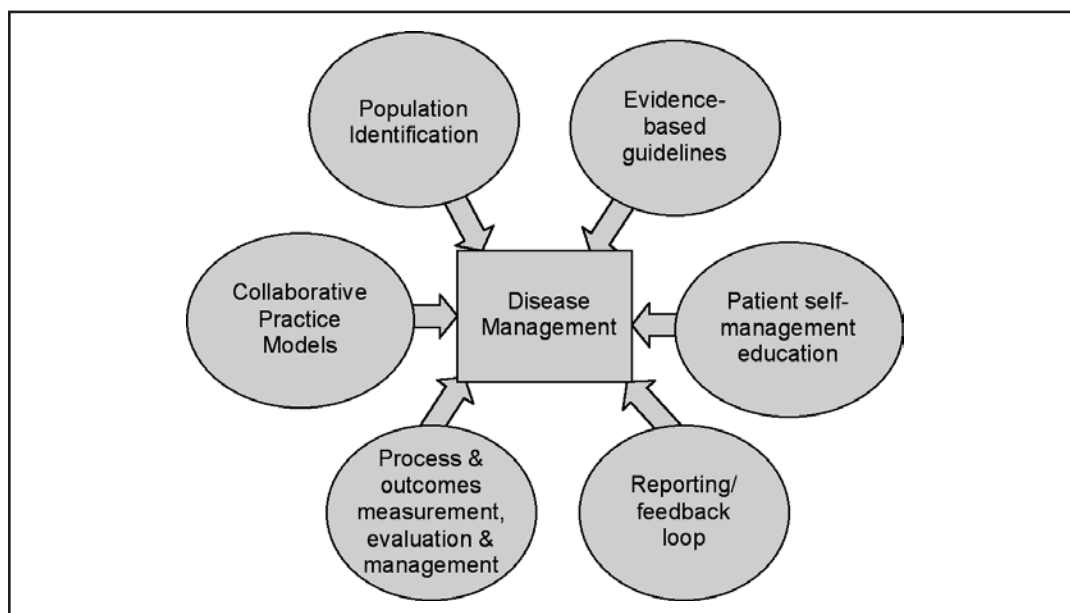 Population
Identification
Evidence-
based
guidelines
Collaborative
Practice
Models
Disease
Management
Patient self-
management
education
Process &
outcomes
measurement,
evaluation &
management
Reporting/
feedback
loop